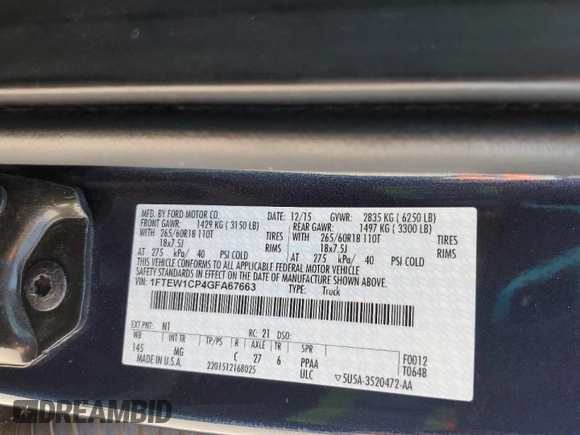 MFD. BY FORD MOTOR CO. 12/15 GVWR: 2835 KG ( 6250 LB)
FRONT GAWR: 1429 KG ( 3150 LB) REAR GAWR: 1497 KG ( 3300 LB)
265/60R18 110T TIRES 265/60R18 110T TIRES
18x7.5J RIMS 18x7.5J RIMS
AT 275 kPa/ 40 PSI COLD AT 275 kPa/ 40 PSI COLD
THIS VEHICLE CONFORMS TO ALL APPLICABLE FEDERAL MOTOR VEHICLE
SAFETY AND THEFT PREVENTION STANDARDS IN EFFECT ON THE DATE OF MANUFACTURE SHOWN ABOVE.
VIN: 1FTEW1CP4GFA67663 TYPE: Truck
EXT PNT: N1 RC: 21 DSO:
WB TP/PS R AXLE TR SPR F0012
145 MG C 27 6 PPAA T0648
MADE IN U.S.A. 2201512168025 ULC ▽5U5A-3520472-AA
DREAMBID